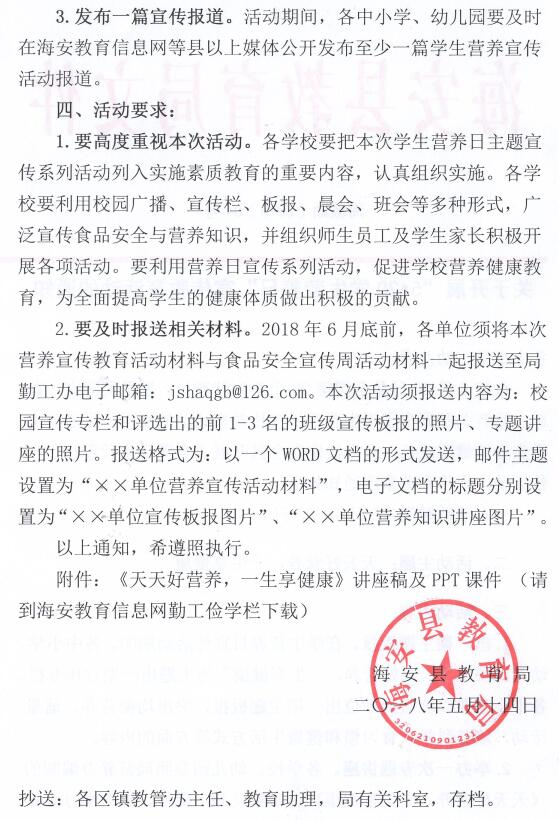 3.发布一篇宣传报道。活动期间，各中小学、幼儿园要及时
在海安教育信息网等县以上媒体公开发布至少一篇学生营养宣传
活动报道。
四、活动要求：
1.要高度重视本次活动。各学校要把本次学生营养日主题宣
传系列活动列入实施素质教育的重要内容，认真组织实施。各学
校要利用校园广播、宣传栏、板报、晨会、班会等多种形式，广
泛宣传食品安全与营养知识，并组织师生员工及学生家长积极开
展各项活动。要利用营养日宣传系列活动，促进学校营养健康教
育，为全面提高学生的健康体质做出积极的贡献。
2.要及时报送相关材料。2018年6月底前，各单位须将本次
营养宣传教育活动材料与食品安全宣传周活动材料一起报送至局
勤工办电子邮箱：jshaqgb@126.com。本次活动须报送内容为：校
园宣传专栏和评选出的前1-3名的班级宣传板报的照片、专题讲
座的照片。报送格式为：以一个WORD文档的形式发送，邮件主题
设置为“××单位营养宣传活动材料”，电子文档的标题分别设
置为“××单位宣传板报图片”、“××单位营养知识讲座图片”。
以上通知，希遵照执行。
附件：《天天好营养，一生享健康》讲座稿及PPT课件（请
到海安教育信息网勤工俭学栏下载）
海安县教育局
二〇一八年五月十四日
海安县教育局
3206210901231
抄送：各区镇教管办主任、教育助理，局有关科室，存档。